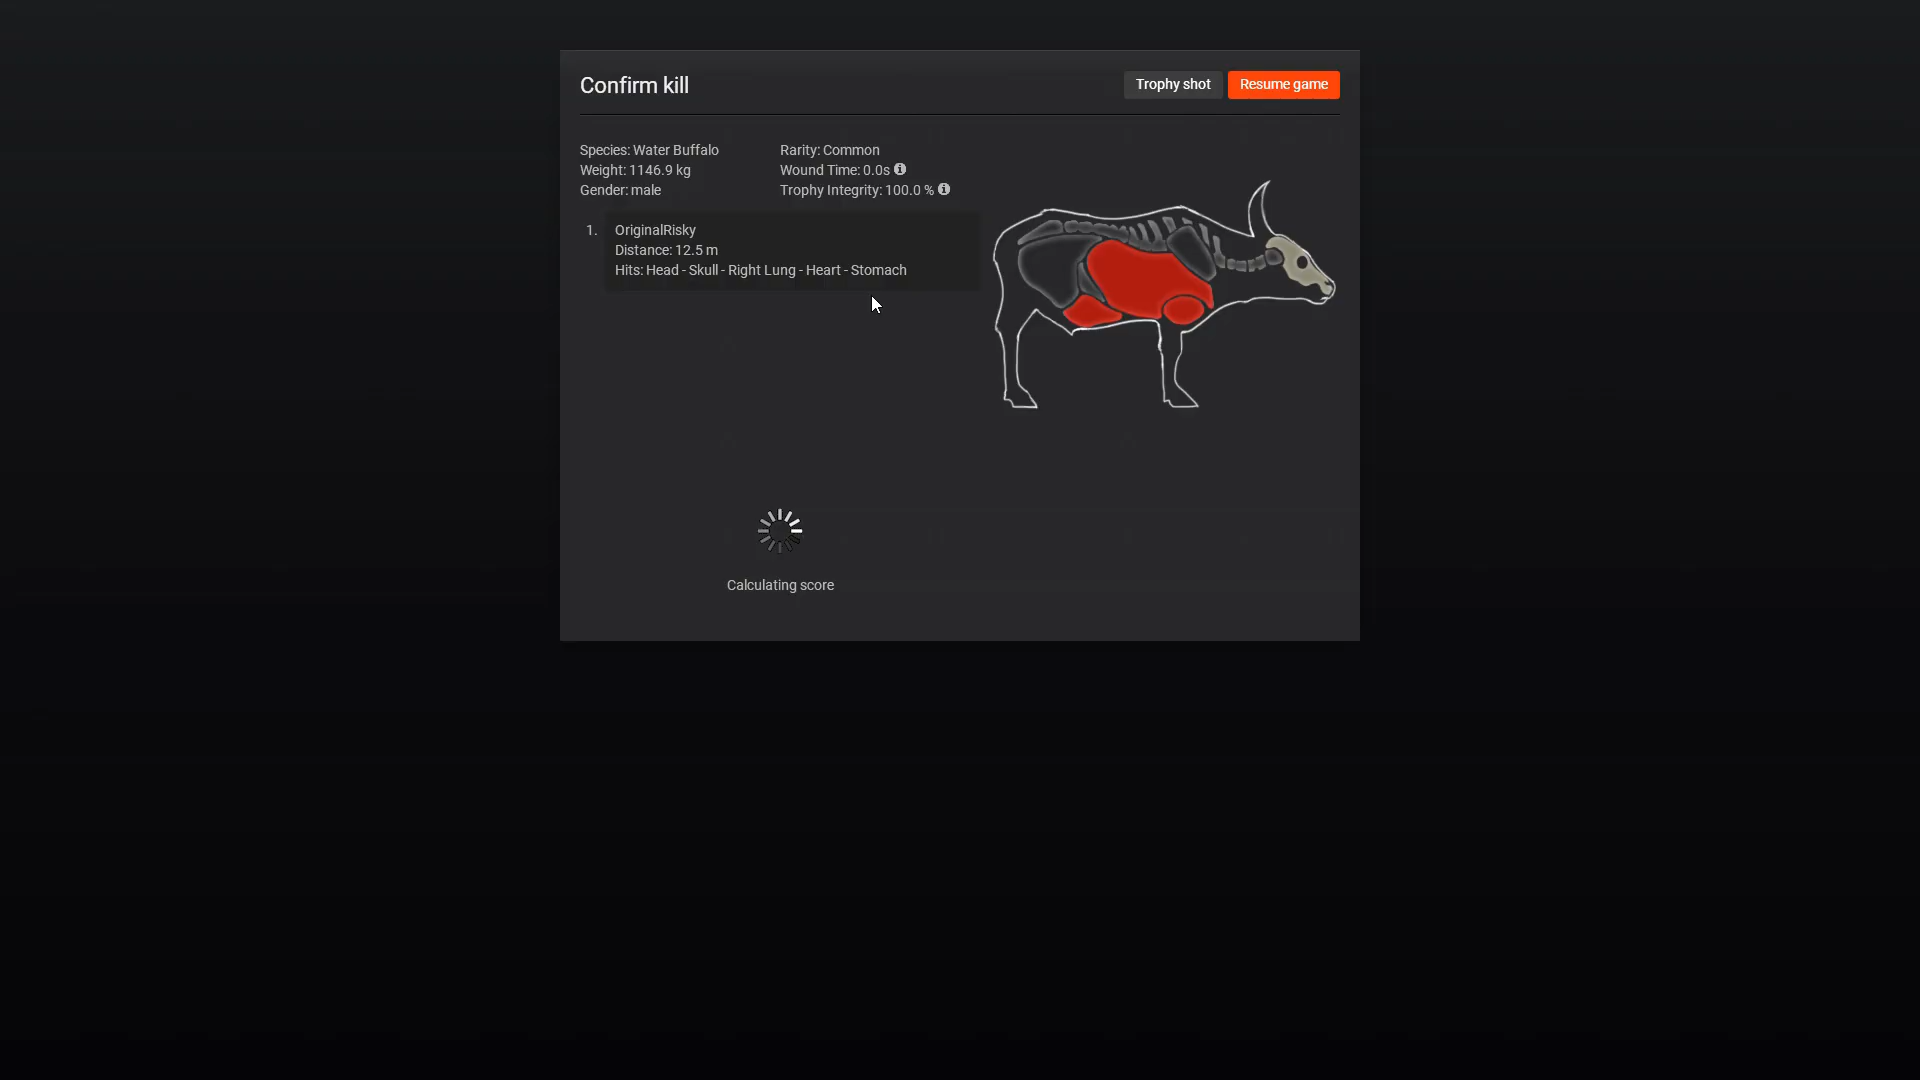 Confirm kill
Trophy shot
Resume game
Species: Water Buffalo
Weight: 1146.9 kg
Gender: male
Rarity: Common
Wound Time: 0.0s
Trophy Integrity: 100.0 %
1.
OriginalRisky
Distance: 12.5 m
Hits: Head - Skull - Right Lung - Heart - Stomach
Calculating score